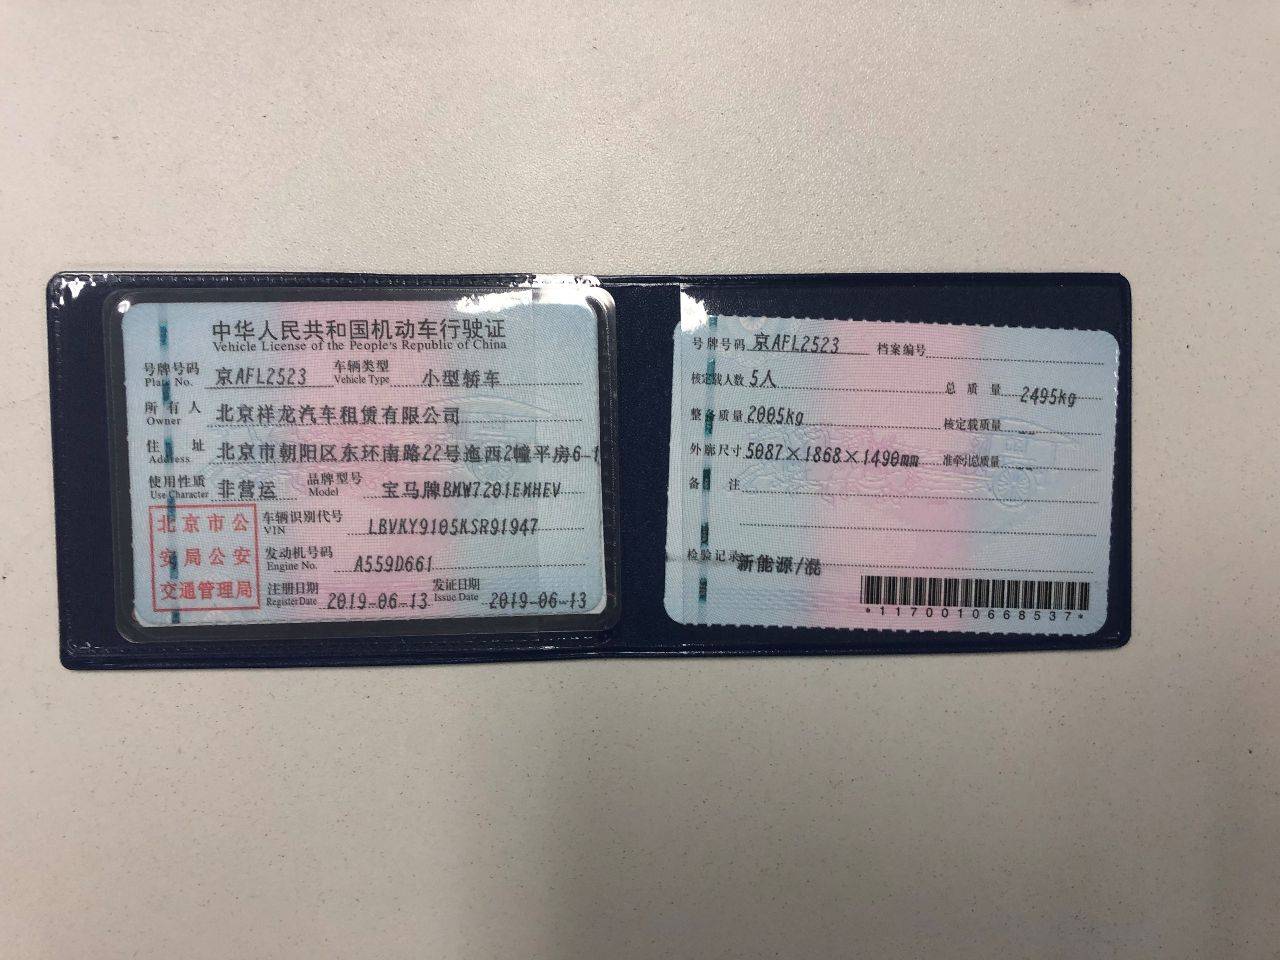 中华人民共和国机动车行驶证
Vehicle License of the People's Republic of China
号牌号码 京AFL2523 车辆类型 小型轿车
Plate No. Vehicle Type
所有人 北京祥龙汽车租赁有限公司
Owner
住址 北京市朝阳区东环南路22号迤西2幢平房6-1
Address
使用性质 非营运 品牌型号 宝马牌BMW7201EMHEV
Use Character Model
北京市公
安局公安
交通管理局
车辆识别代号 LBVKY9105KSR91947
VIN
发动机号码 A559D661
Engine No.
注册日期 2019-06-13 发证日期 2019-06-13
Register Date Issue Date
号牌号码 京AFL2523 档案编号
核定载人数 5人 总质量 2495kg
整备质量 2005kg 核定载质量
外廓尺寸 5087×1868×1490mm 准牵引总质量
备注
检验记录 新能源/混
*1170010668537*